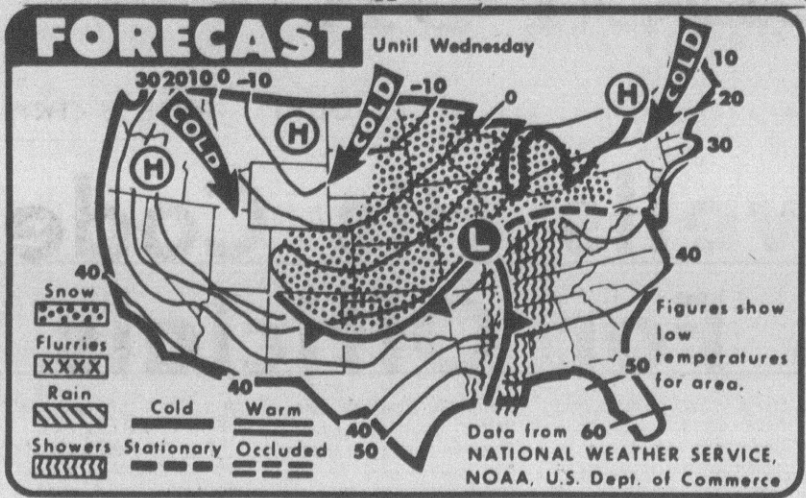 FORECAST
Until Wednesday
30 20 10 0 -10
-10
0
10
20
30
COLD
COLD
COLD
H
H
H
L
40
40
Snow
Flurries
XXXX
Rain
Showers
40
Cold
Warm
Stationary
Occluded
40
50
Figures show
low
temperatures
for area.
50
60
Data from
NATIONAL WEATHER SERVICE,
NOAA, U.S. Dept. of Commerce